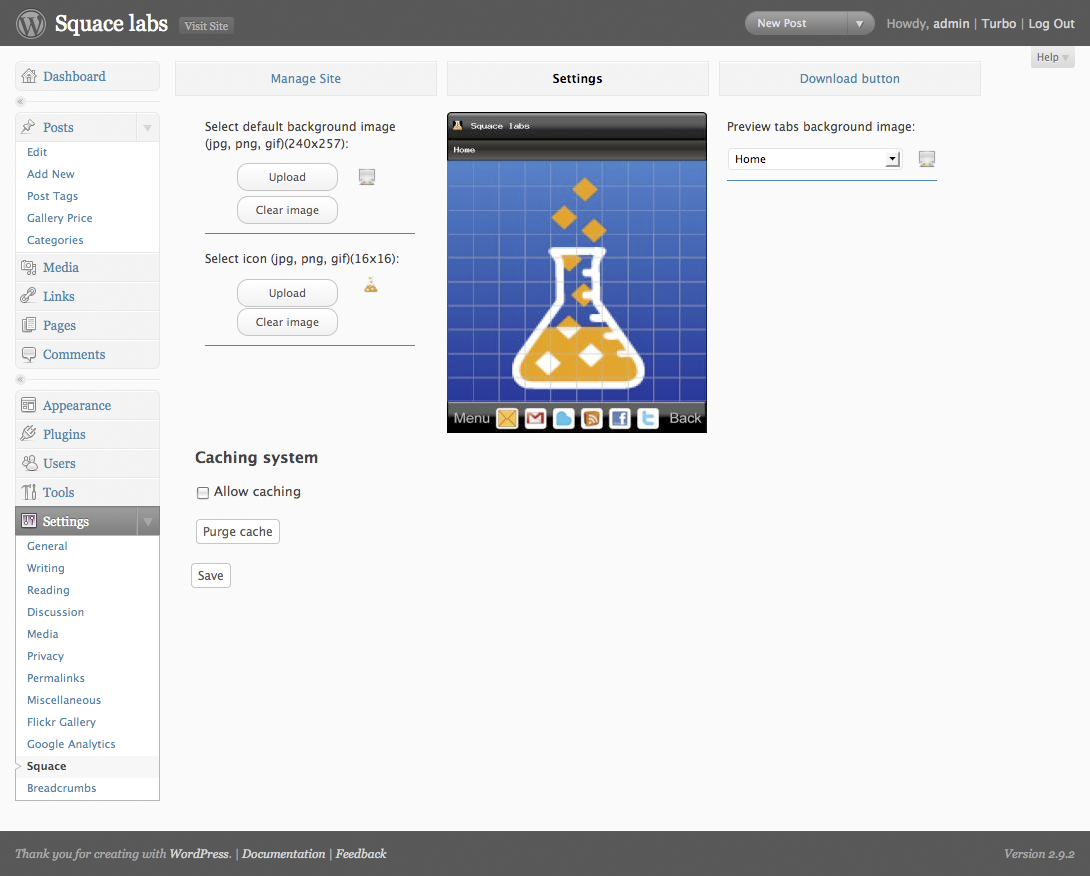 Squace labs Visit Site New Post Howdy, admin | Turbo | Log Out
Help
Dashboard
Posts
Edit
Add New
Post Tags
Gallery Price
Categories
Media
Links
Pages
Comments
Appearance
Plugins
Users
Tools
Settings
General
Writing
Reading
Discussion
Media
Privacy
Permalinks
Miscellaneous
Flickr Gallery
Google Analytics
Squace
Breadcrumbs
Manage Site Settings Download button
Select default background image
(jpg, png, gif)(240x257):
Upload
Clear image
Select icon (jpg, png, gif)(16x16):
Upload
Clear image
Squace labs
Home
Menu Back
Preview tabs background image:
Home
Caching system
Allow caching
Purge cache
Save
Thank you for creating with WordPress. | Documentation | Feedback Version 2.9.2